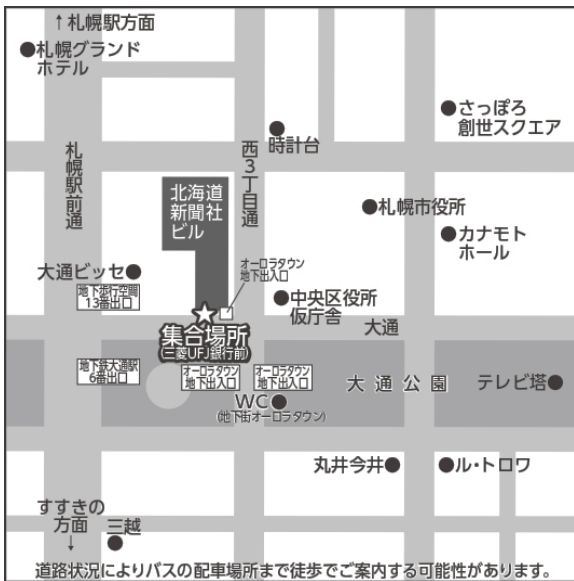 ↑札幌駅方面
●札幌グランド
ホテル
●さっぽろ
創世スクエア
時計台
札幌駅前通
西3丁目通
北海道
新聞社
ビル
●札幌市役所
●カナモト
ホール
大通ビッセ●
オーロラタウン
地下出入口
地下歩行空間
13番出口
●中央区役所
仮庁舎
☆
集合場所
(三菱UFJ銀行前)
大通
地下鉄大通駅
6番出口
オーロラタウン
地下出入口
オーロラタウン
地下出入口
大通公園
テレビ塔●
WC●
(地下街オーロラタウン)
丸井今井●
●ル・トロワ
すすきの
方面
↓
三越
道路状況によりバスの配車場所まで徒歩でご案内する可能性があります。